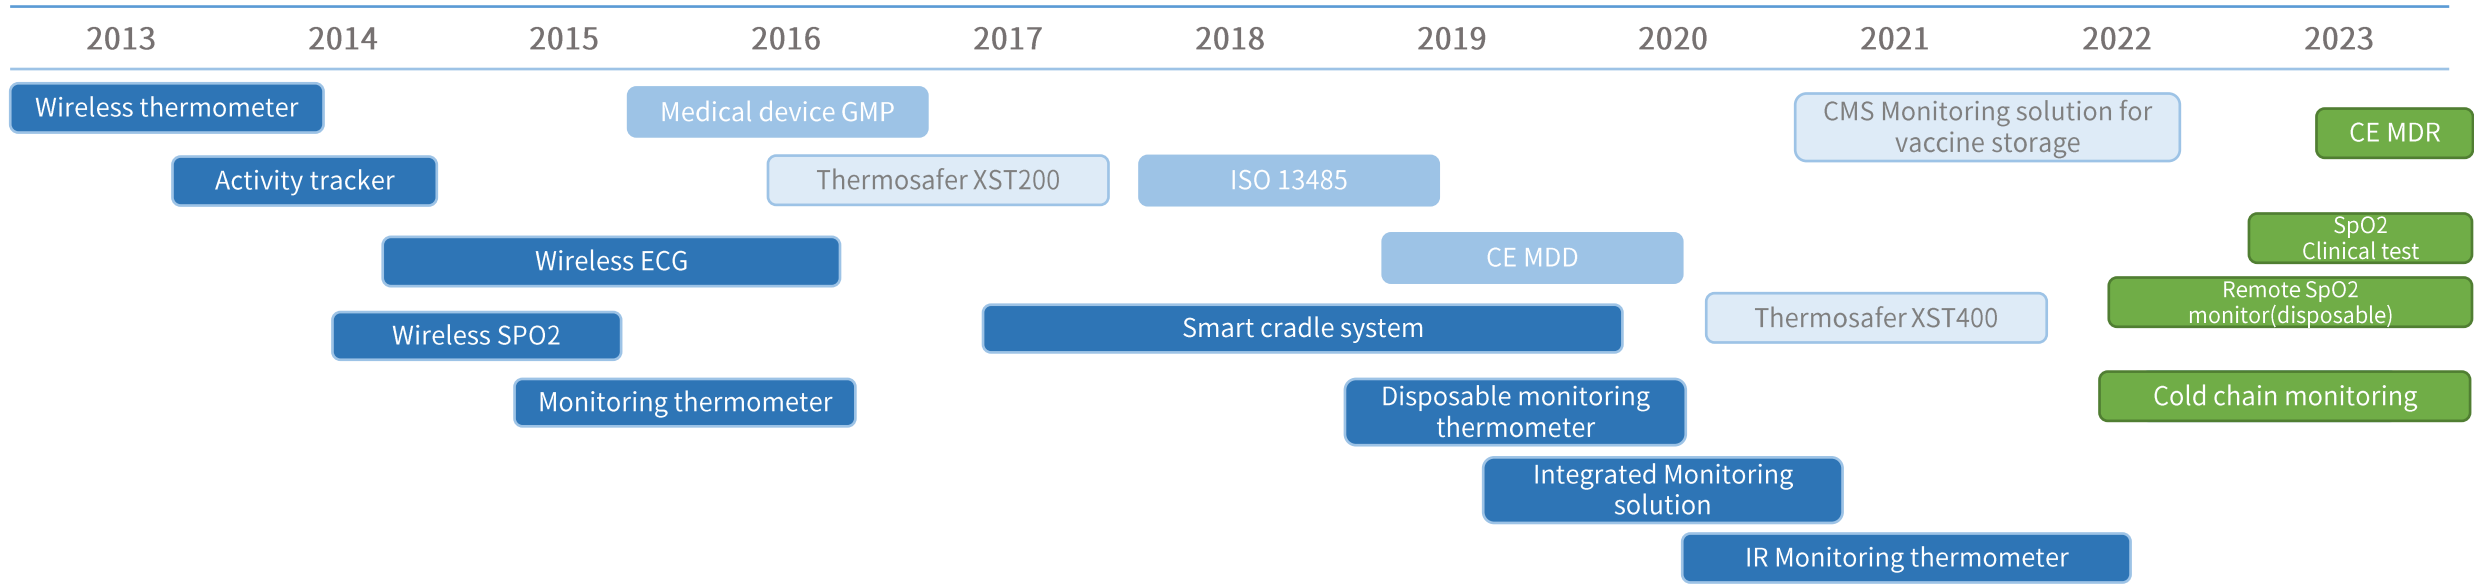 2013 2014 2015 2016 2017 2018 2019 2020 2021 2022 2023
Wireless thermometer
Medical device GMP
CMS Monitoring solution for
vaccine storage
CE MDR
Activity tracker
Thermosafer XST200
ISO 13485
SpO2
Clinical test
Wireless ECG
CE MDD
Remote SpO2
monitor(disposable)
Wireless SPO2
Smart cradle system
Thermosafer XST400
Monitoring thermometer
Disposable monitoring
thermometer
Cold chain monitoring
Integrated Monitoring
solution
IR Monitoring thermometer